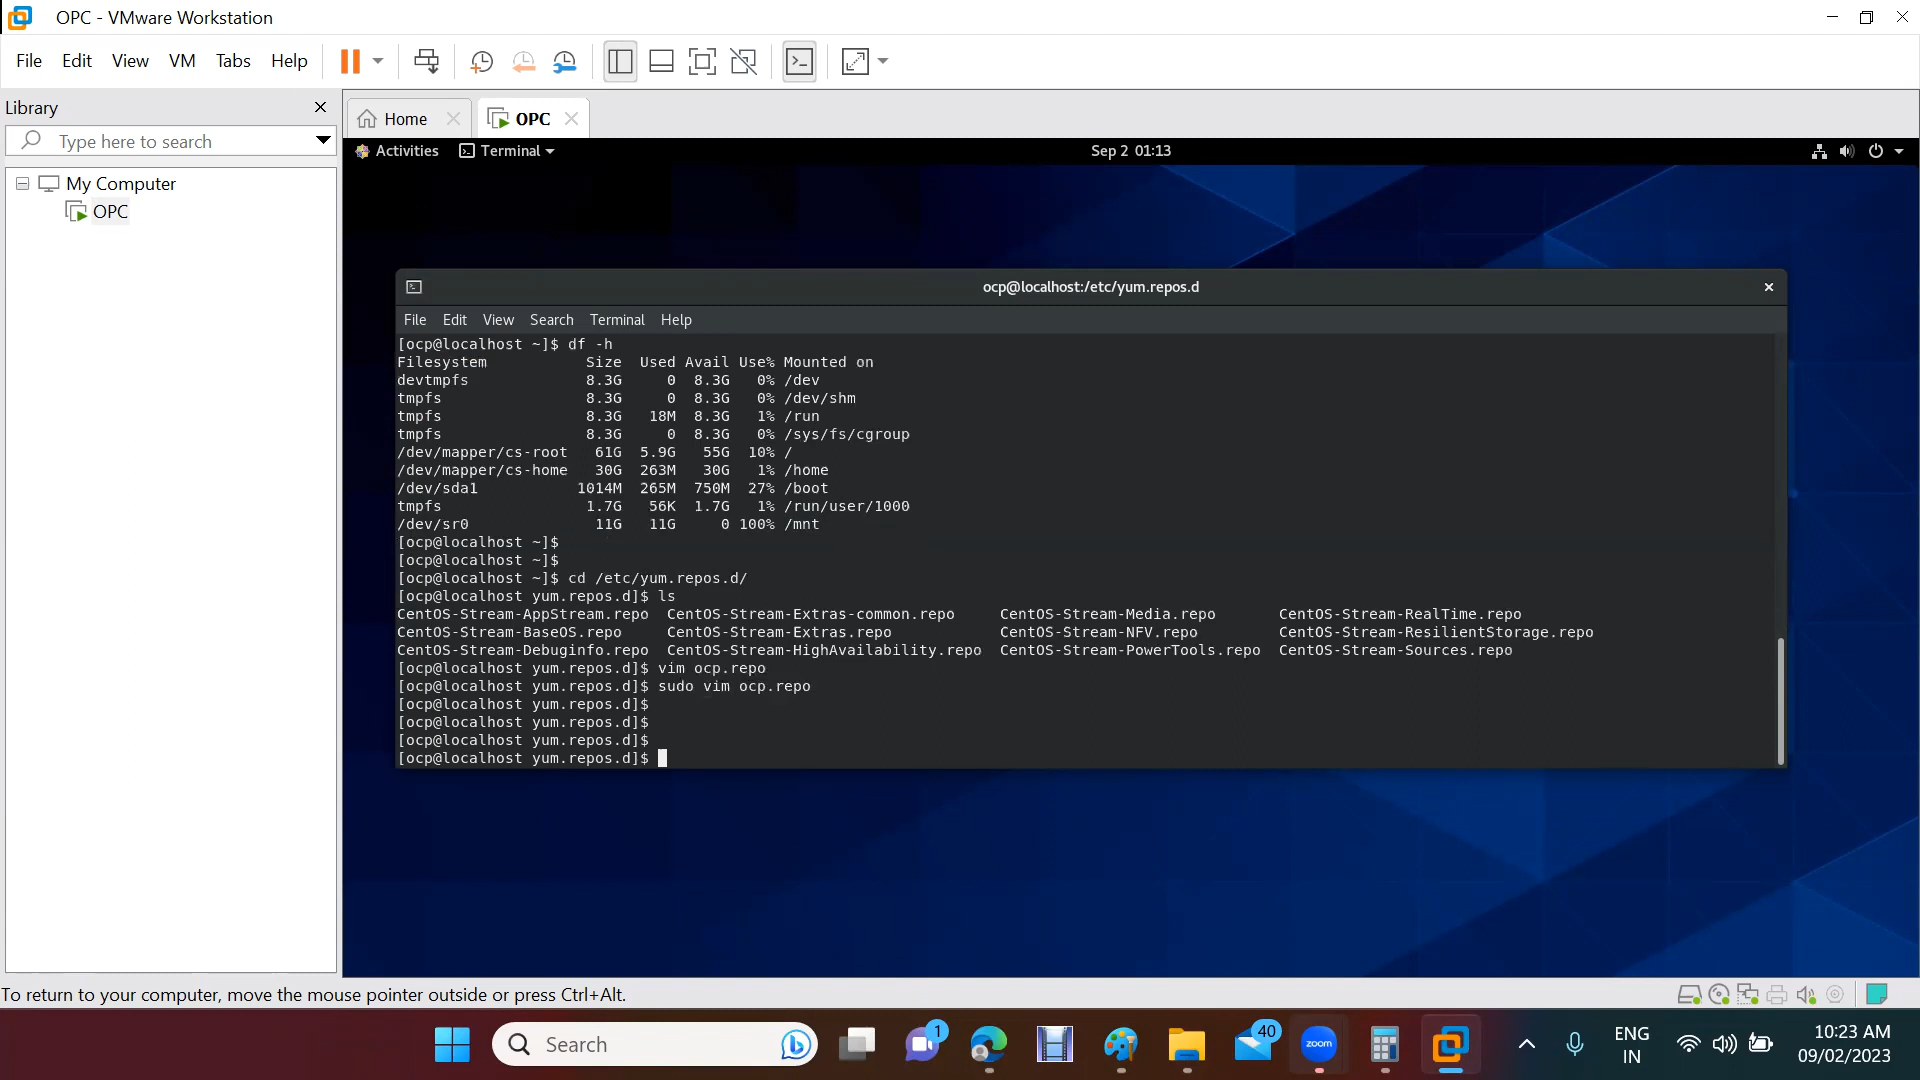 OPC - VMware Workstation
File Edit View VM Tabs Help
Library
Type here to search
My Computer
OPC
Home
OPC
Activities Terminal Sep 2 01:13
ocp@localhost:/etc/yum.repos.d
File Edit View Search Terminal Help
[ocp@localhost ~]$ df -h
Filesystem Size Used Avail Use% Mounted on
devtmpfs 8.3G 0 8.3G 0% /dev
tmpfs 8.3G 0 8.3G 0% /dev/shm
tmpfs 8.3G 18M 8.3G 1% /run
tmpfs 8.3G 0 8.3G 0% /sys/fs/cgroup
/dev/mapper/cs-root 61G 5.9G 55G 10% /
/dev/mapper/cs-home 30G 263M 30G 1% /home
/dev/sda1 1014M 265M 750M 27% /boot
tmpfs 1.7G 56K 1.7G 1% /run/user/1000
/dev/sr0 11G 11G 0 100% /mnt
[ocp@localhost ~]$
[ocp@localhost ~]$
[ocp@localhost ~]$ cd /etc/yum.repos.d/
[ocp@localhost yum.repos.d]$ ls
CentOS-Stream-AppStream.repo CentOS-Stream-Extras-common.repo CentOS-Stream-Media.repo CentOS-Stream-RealTime.repo
CentOS-Stream-BaseOS.repo CentOS-Stream-Extras.repo CentOS-Stream-NFV.repo CentOS-Stream-ResilientStorage.repo
CentOS-Stream-Debuginfo.repo CentOS-Stream-HighAvailability.repo CentOS-Stream-PowerTools.repo CentOS-Stream-Sources.repo
[ocp@localhost yum.repos.d]$ vim ocp.repo
[ocp@localhost yum.repos.d]$ sudo vim ocp.repo
[ocp@localhost yum.repos.d]$
[ocp@localhost yum.repos.d]$
[ocp@localhost yum.repos.d]$
[ocp@localhost yum.repos.d]$
To return to your computer, move the mouse pointer outside or press Ctrl+Alt.
Search
1
40
zoom
ENG
IN
10:23 AM
09/02/2023